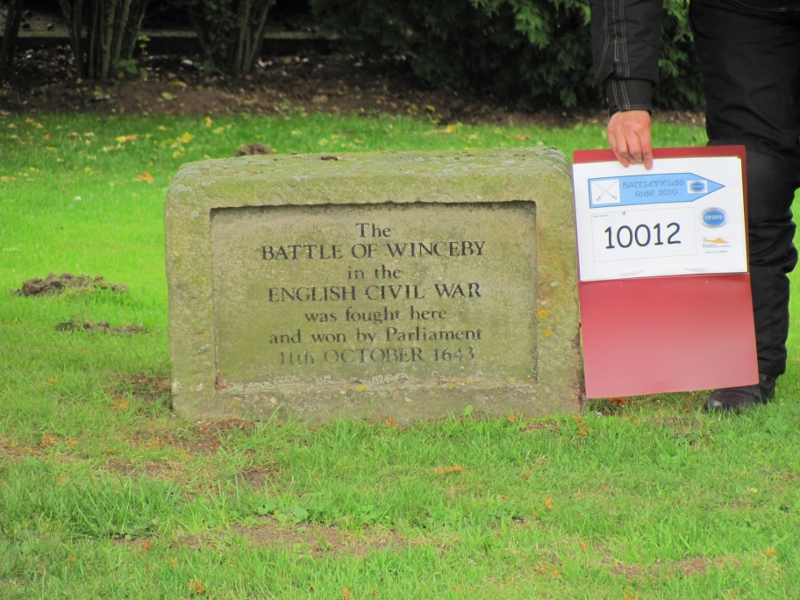 The
BATTLE OF WINCEBY
in the
ENGLISH CIVIL WAR
was fought here
and won by Parliament
11th OCTOBER 1643
BATTLEFIELDS
RIDE 2010
10012